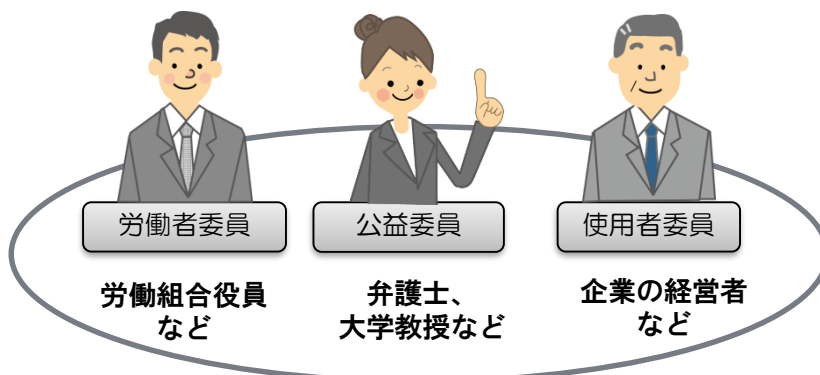 労働者委員
公益委員
使用者委員
労働組合役員
など
弁護士、
大学教授など
企業の経営者
など